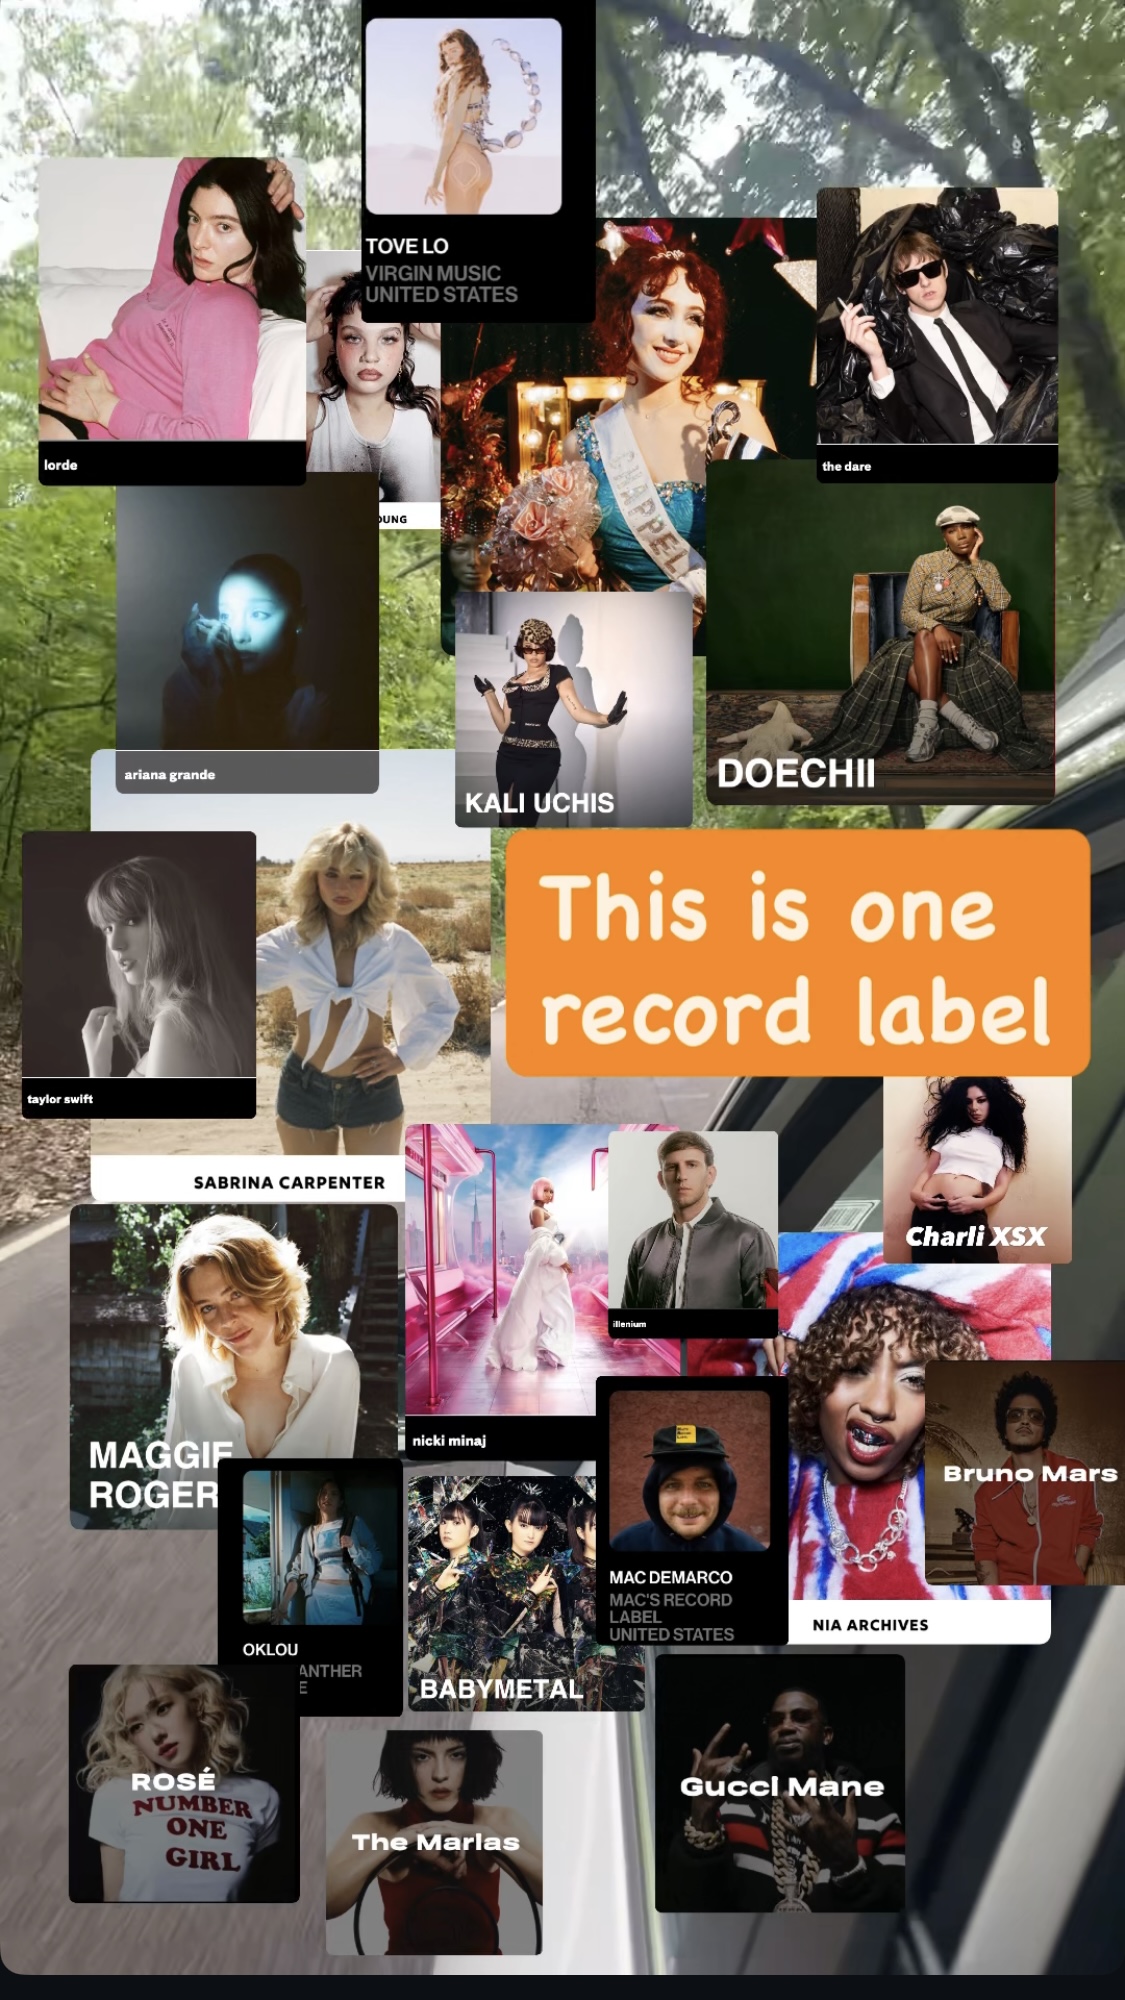 TOVE LO
VIRGIN MUSIC
UNITED STATES
lorde
the dare
OUNG
ariana grande
KALI UCHIS
DOECHII
This is one
record label
taylor swift
SABRINA CARPENTER
Charli XSX
illenium
MAGGIE
ROGER
nicki minaj
Bruno Mars
MAC DEMARCO
MAC'S RECORD
LABEL
UNITED STATES
NIA ARCHIVES
OKLOU
ANTHER
E
BABYMETAL
ROSÉ
NUMBER
ONE
GIRL
Gucci Mane
The Marías